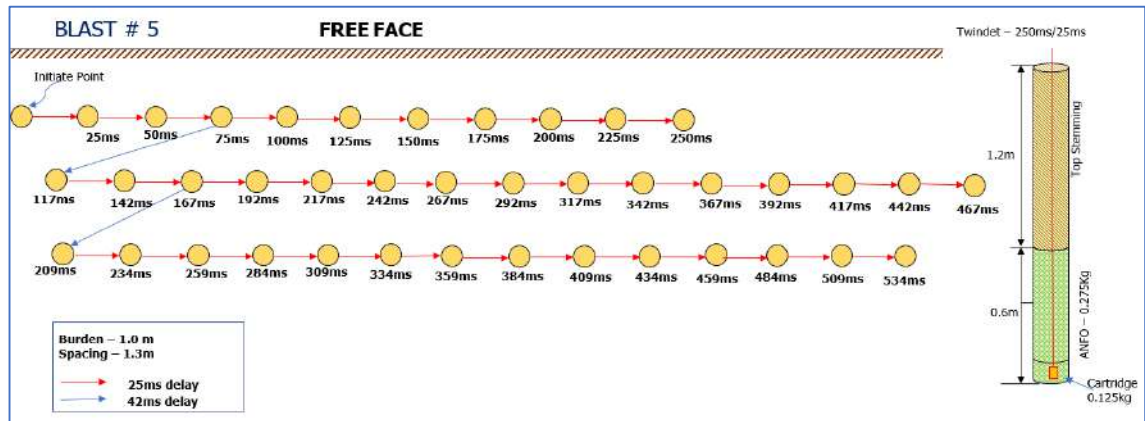 BLAST # 5
FREE FACE
Twindet – 250ms/25ms
Initiate Point
25ms 50ms 75ms 100ms 125ms 150ms 175ms 200ms 225ms 250ms
117ms 142ms 167ms 192ms 217ms 242ms 267ms 292ms 317ms 342ms 367ms 392ms 417ms 442ms 467ms
209ms 234ms 259ms 284ms 309ms 334ms 359ms 384ms 409ms 434ms 459ms 484ms 509ms 534ms
Burden – 1.0 m
Spacing – 1.3m
25ms delay
42ms delay
1.2m
Top Stemming
0.6m
ANFO – 0.275Kg
Cartridge
0.125kg